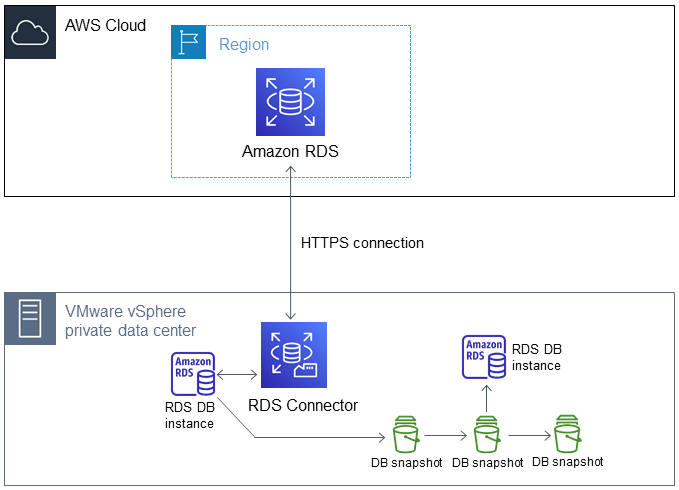 AWS Cloud
Region
Amazon RDS
HTTPS connection
VMware vSphere
private data center
Amazon
RDS
RDS DB
instance
RDS Connector
Amazon
RDS
RDS DB
instance
DB snapshot
DB snapshot
DB snapshot